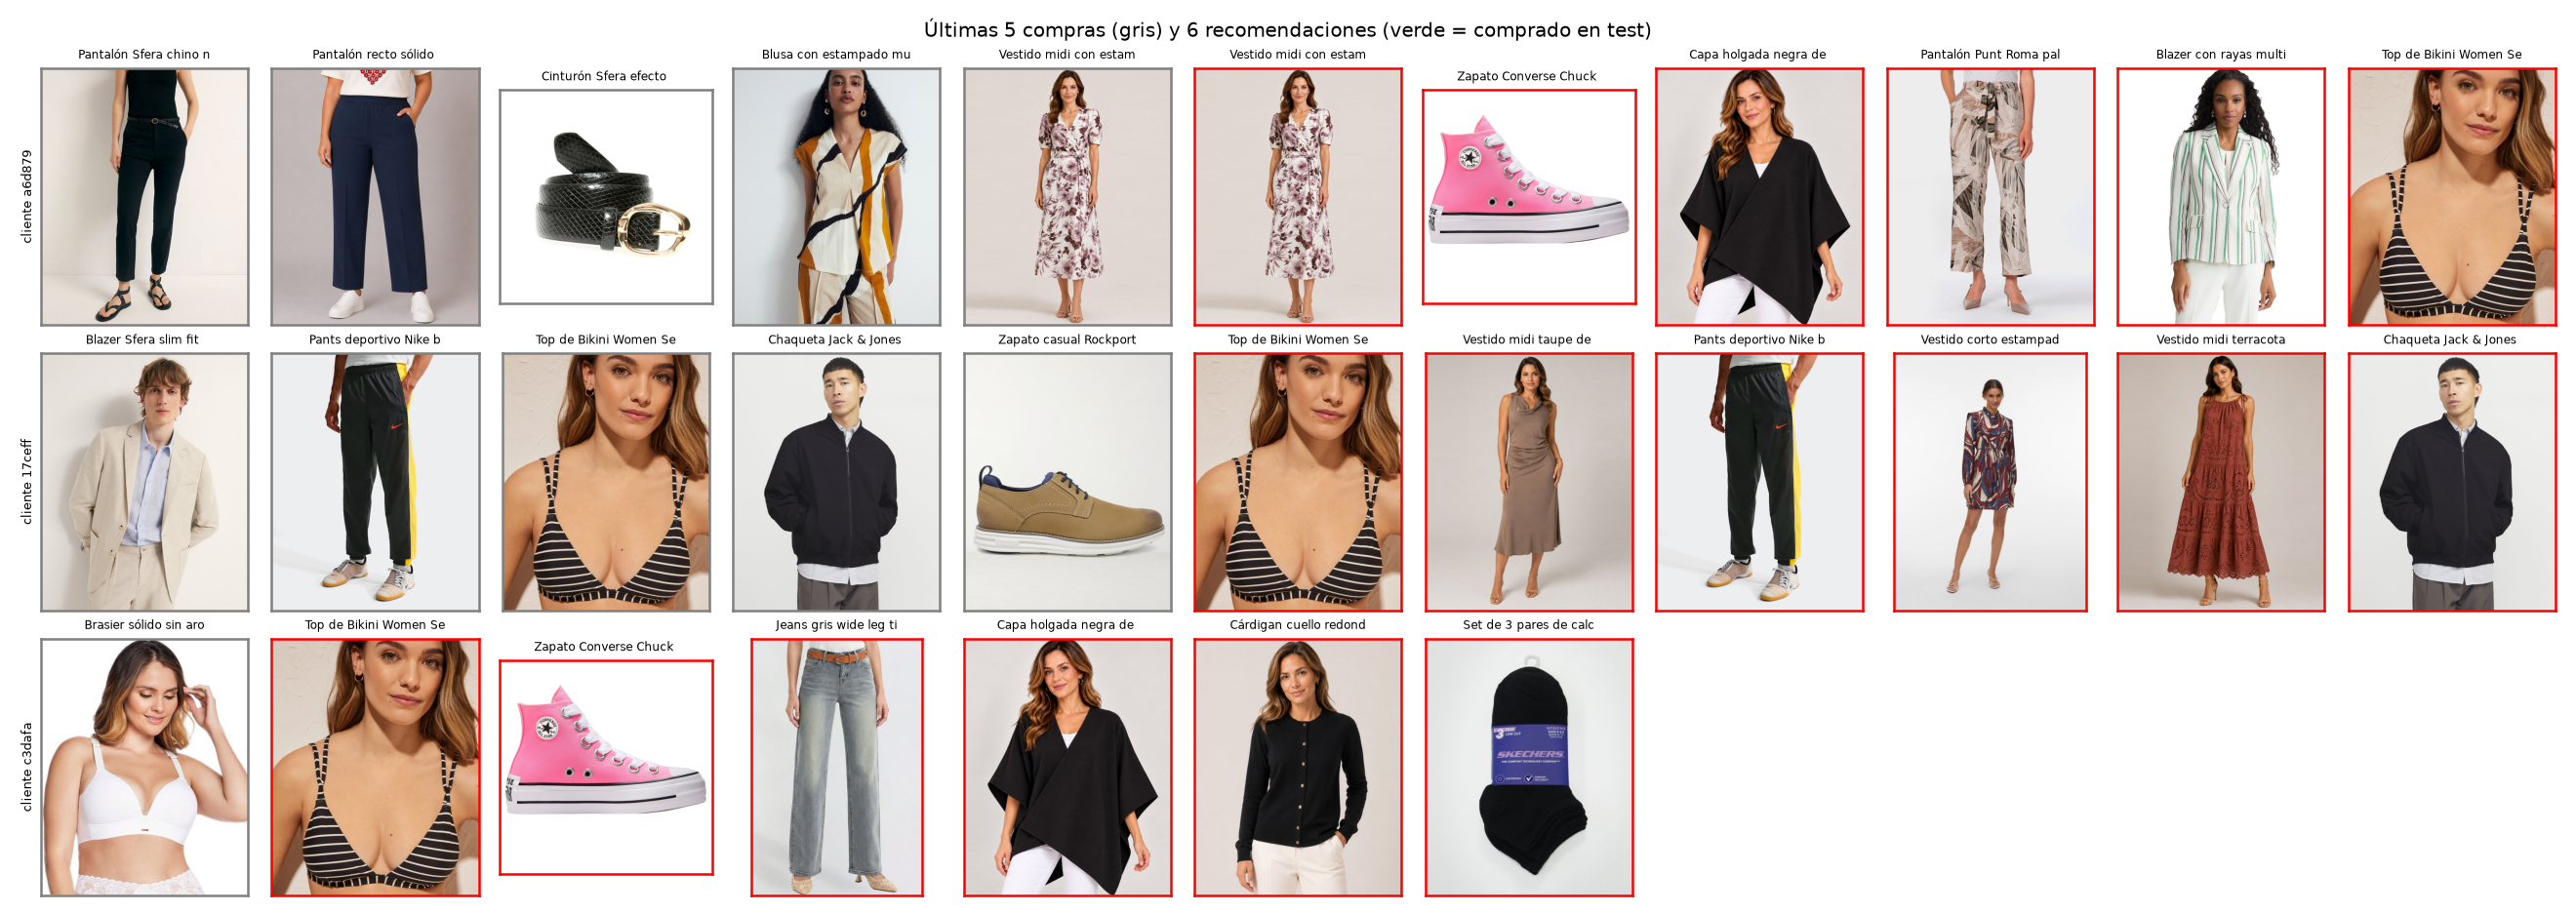 Últimas 5 compras (gris) y 6 recomendaciones (verde = comprado en test)
cliente a6d879
Pantalón Sfera chino n
Pantalón recto sólido
Cinturón Sfera efecto
Blusa con estampado mu
Vestido midi con estam
Vestido midi con estam
Zapato Converse Chuck
Capa holgada negra de
Pantalón Punt Roma pal
Blazer con rayas multi
Top de Bikini Women Se
cliente 17ceff
Blazer Sfera slim fit
Pants deportivo Nike b
Top de Bikini Women Se
Chaqueta Jack & Jones
Zapato casual Rockport
Top de Bikini Women Se
Vestido midi taupe de
Pants deportivo Nike b
Vestido corto estampad
Vestido midi terracota
Chaqueta Jack & Jones
cliente c3dafa
Brasier sólido sin aro
Top de Bikini Women Se
Zapato Converse Chuck
Jeans gris wide leg ti
Capa holgada negra de
Cárdigan cuello redond
Set de 3 pares de calc
3
SKECHERS